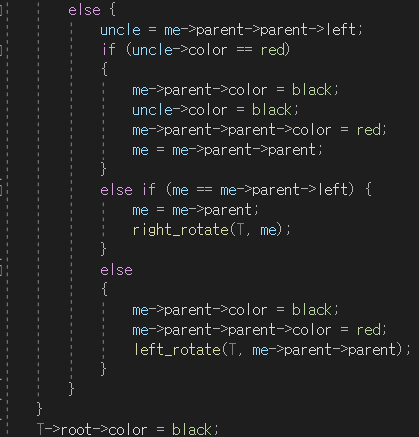 else {
uncle = me->parent->parent->left;
if (uncle->color == red)
{
me->parent->color = black;
uncle->color = black;
me->parent->parent->color = red;
me = me->parent->parent;
}
else if (me == me->parent->left) {
me = me->parent;
right_rotate(T, me);
}
else
{
me->parent->color = black;
me->parent->parent->color = red;
left_rotate(T, me->parent->parent);
}
}
}
T->root->color = black;